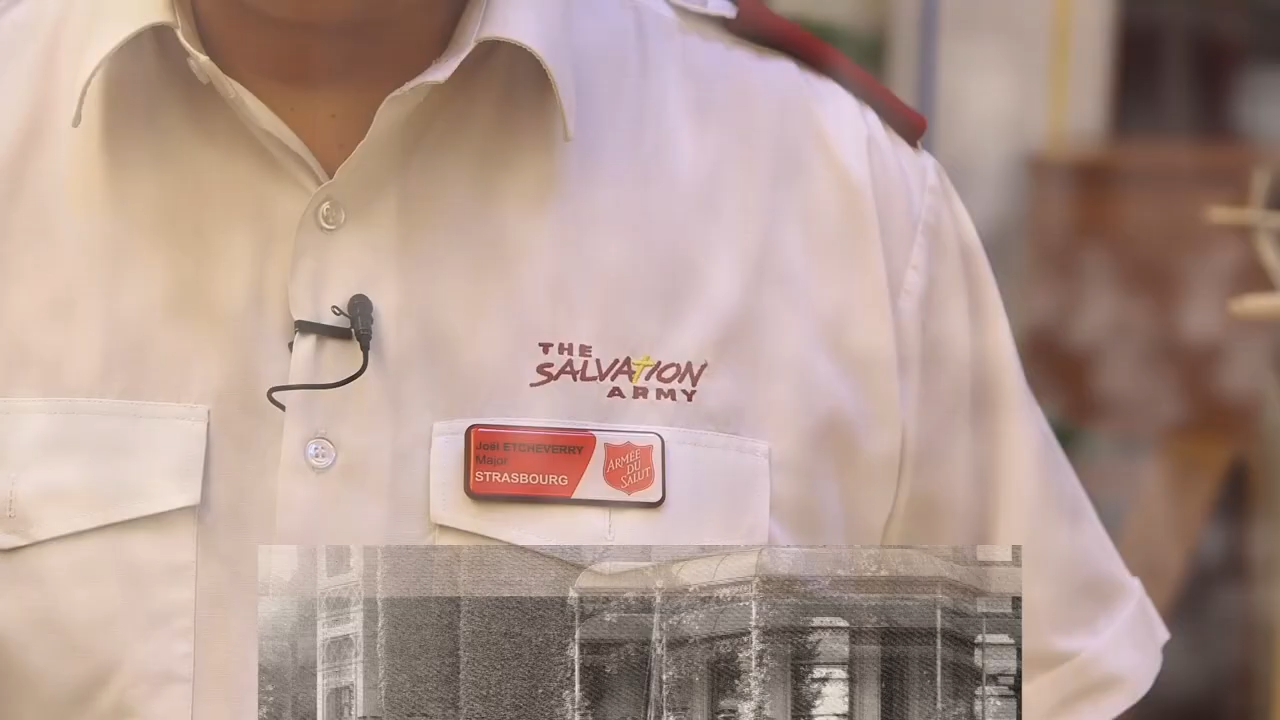 THE
SALVATION
ARMY
Joël ETCHEVERRY
Major
STRASBOURG
ARMÉE
DU
SALUT